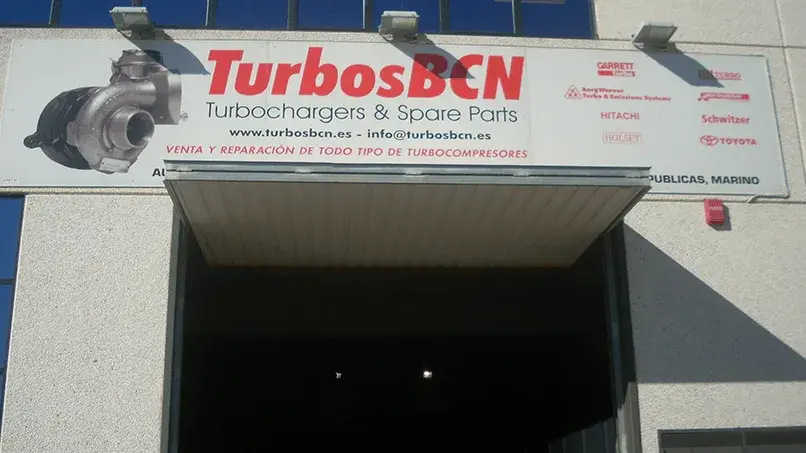 TurbosBCN
Turbochargers & Spare Parts
www.turbosbcn.es - info@turbosbcn.es
VENTA Y REPARACIÓN DE TODO TIPO DE TURBOCOMPRESORES
GARRETT
TURBO
BorgWarner
Turbo & Emissions Systems
HITACHI
Schwitzer
HOLSET
TOYOTA
AU
PUBLICAS, MARINO